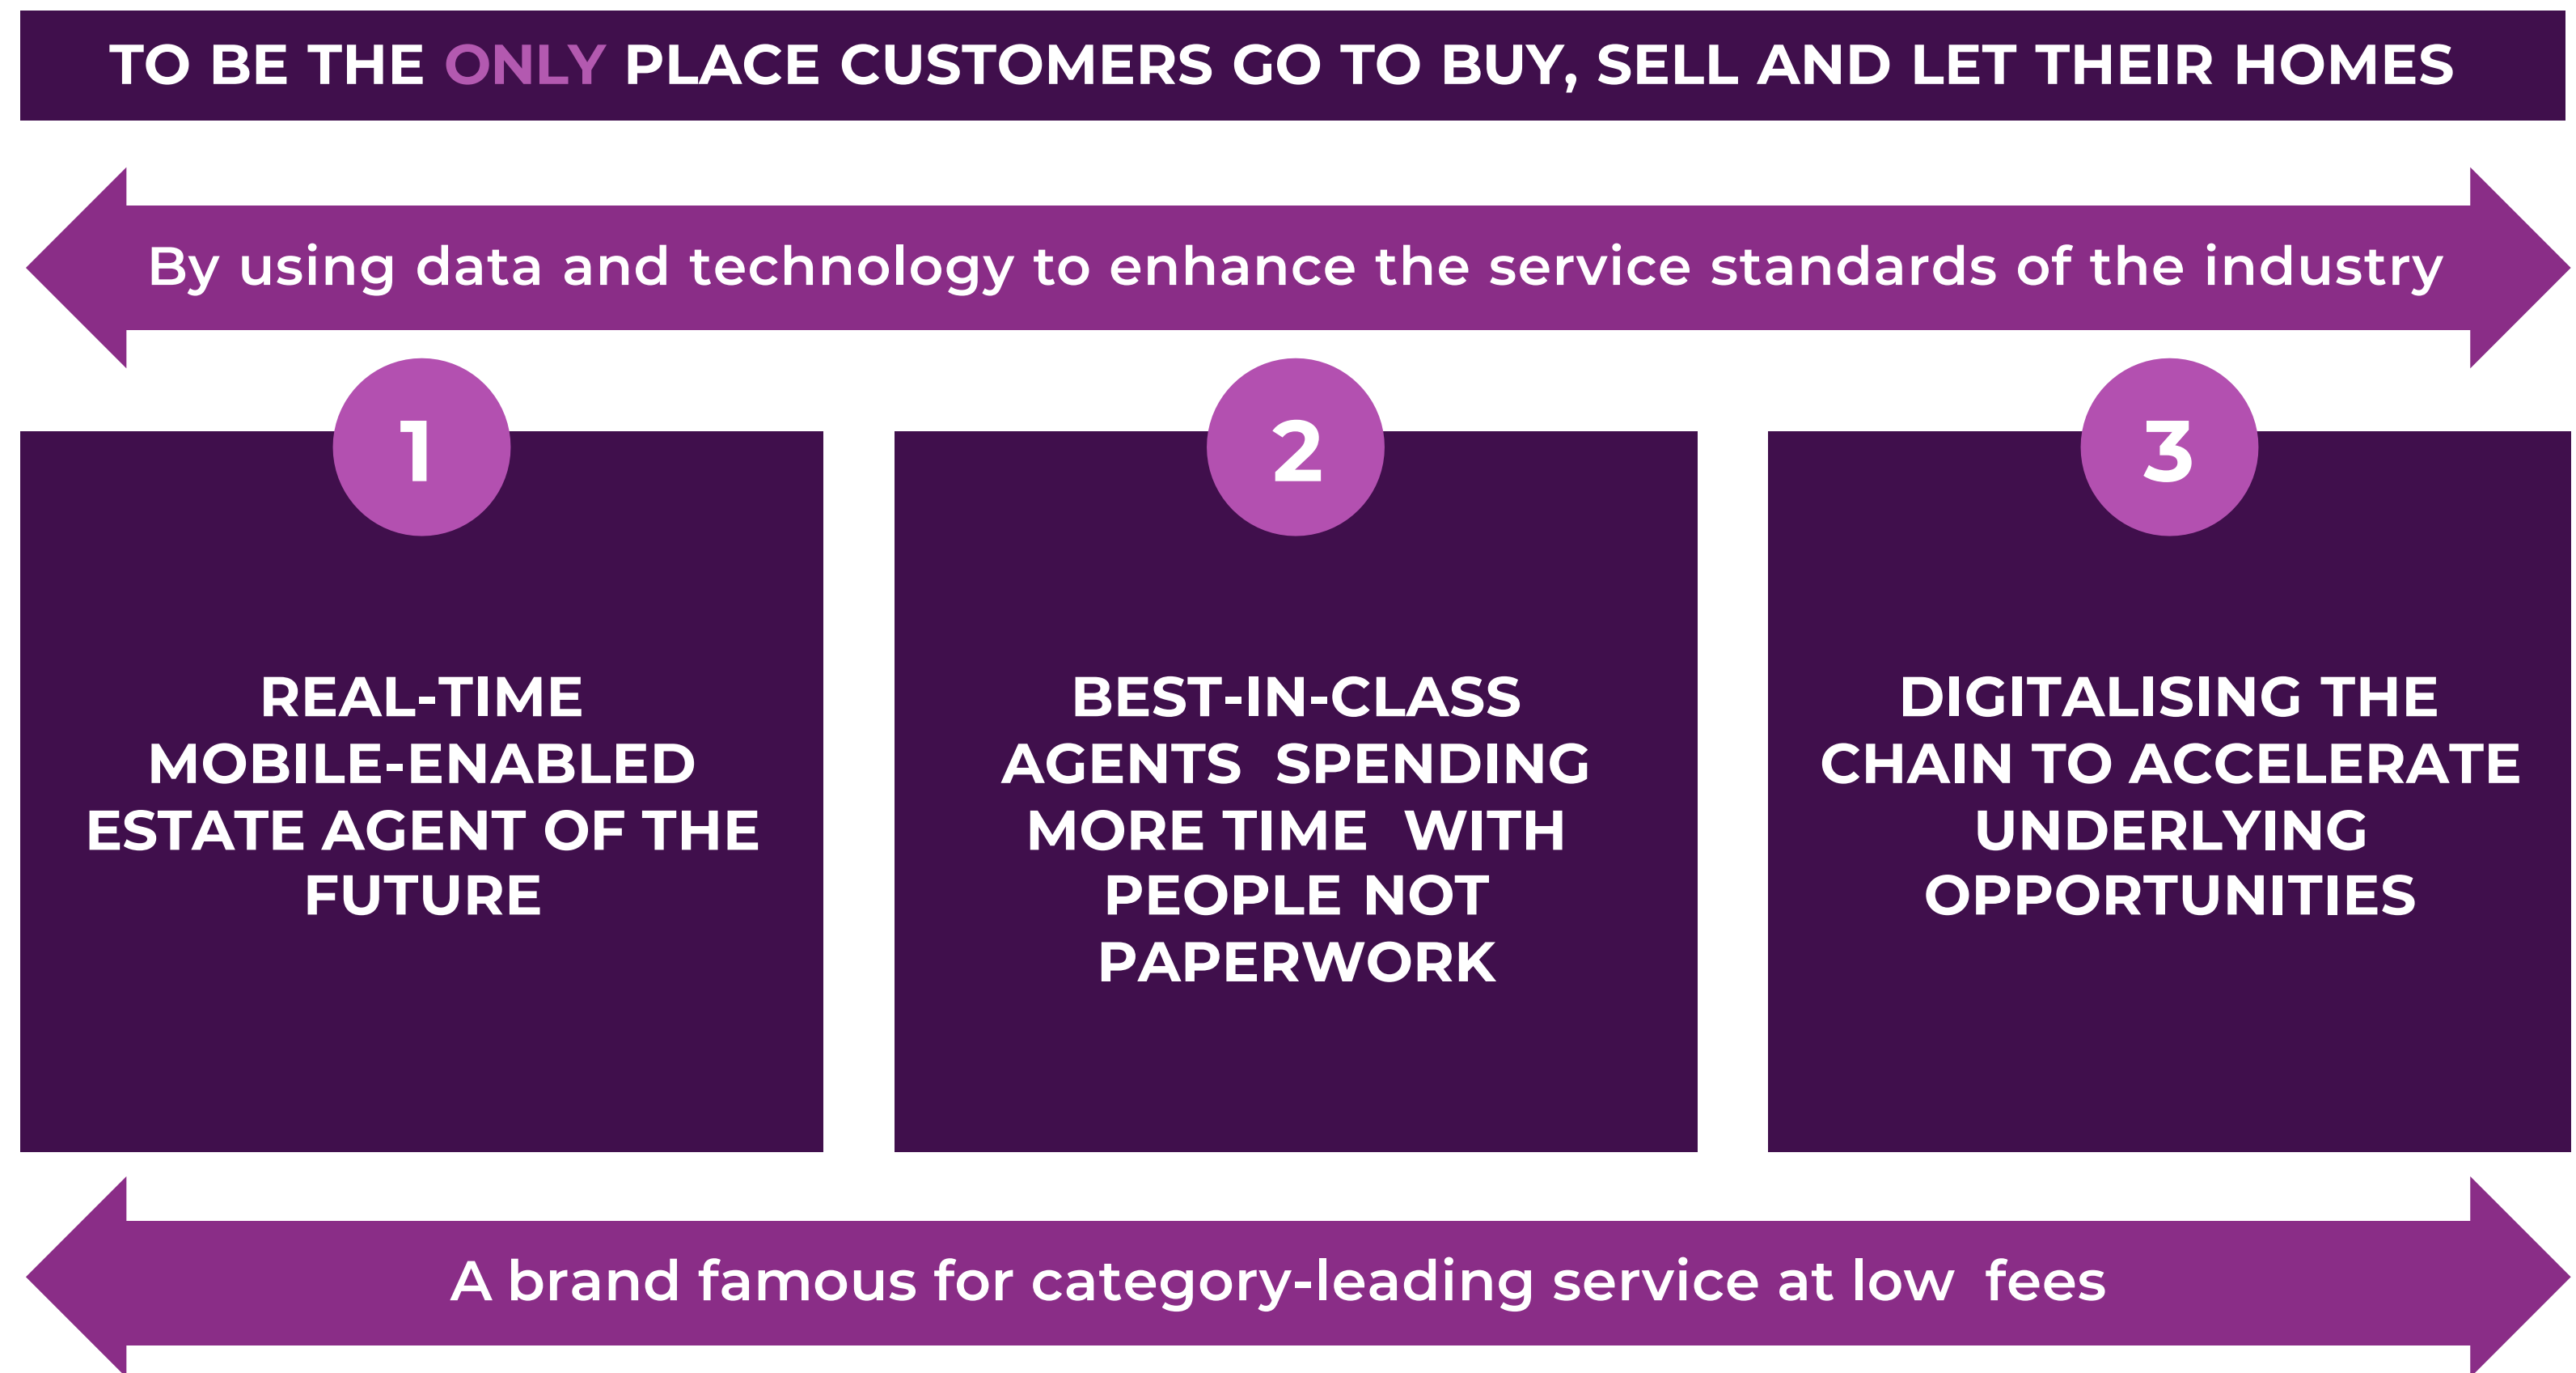 TO BE THE ONLY PLACE CUSTOMERS GO TO BUY, SELL AND LET THEIR HOMES
By using data and technology to enhance the service standards of the industry
1
REAL-TIME
MOBILE-ENABLED
ESTATE AGENT OF THE
FUTURE
2
BEST-IN-CLASS
AGENTS SPENDING
MORE TIME WITH
PEOPLE NOT
PAPERWORK
3
DIGITALISING THE
CHAIN TO ACCELERATE
UNDERLYING
OPPORTUNITIES
A brand famous for category-leading service at low fees